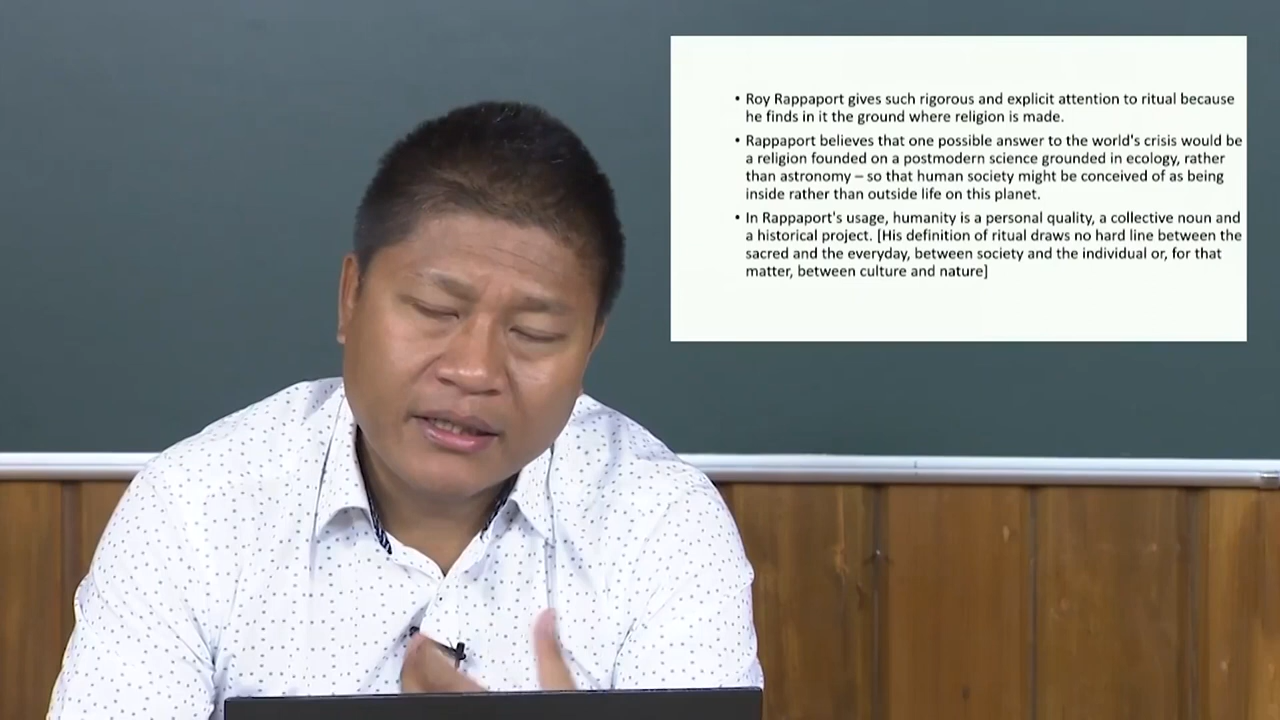 • Roy Rappaport gives such rigorous and explicit attention to ritual because
he finds in it the ground where religion is made.
• Rappaport believes that one possible answer to the world's crisis would be
a religion founded on a postmodern science grounded in ecology, rather
than astronomy – so that human society might be conceived of as being
inside rather than outside life on this planet.
• In Rappaport's usage, humanity is a personal quality, a collective noun and
a historical project. [His definition of ritual draws no hard line between the
sacred and the everyday, between society and the individual or, for that
matter, between culture and nature]